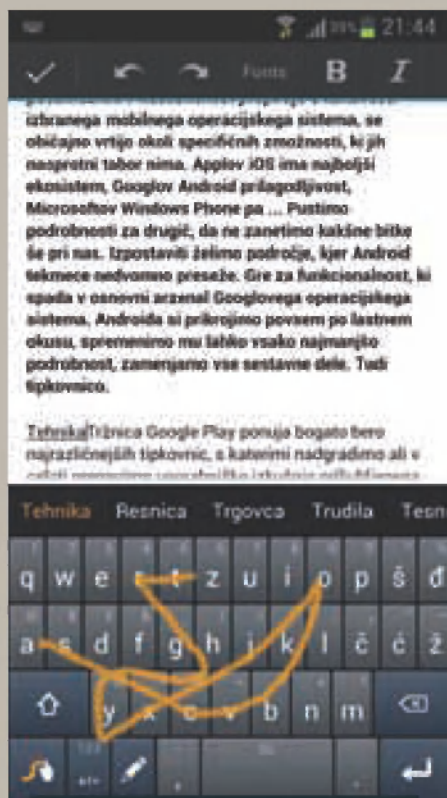 39% 21:44
Fonts B I
izbranega mobilnega operacijskega sistema, se
običajno vrtijo okoli specifičnih zmožnosti, ki jih
nasprotni tabor nima. Applov iOS ima najboljši
ekosistem, Googlov Android prilagodljivost,
Microsoftov Windows Phone pa ... Pustimo
podrobnosti za drugič, da ne zanetimo kakšne bitke
še pri nas. Izpostaviti želimo področje, kjer Android
tekmece nedvomno preseže. Gre za funkcionalnost, ki
spada v osnovni arzenal Googlovega operacijskega
sistema. Androida si prikrojimo povsem po lastnem
okusu, spremenimo mu lahko vsako najmanjšo
podrobnost, zamenjamo vse sestavne dele. Tudi
tipkovnico.
TehnikaTržnica Google Play ponuja bogato bero
najrazličnejših tipkovnic, s katerimi nadgradimo ali v
Tehnika Resnica Trgovca Trudila Tesn
q w e r t z u i o p š đ
a s d f g h j k l č ć ž
y x c v b n m